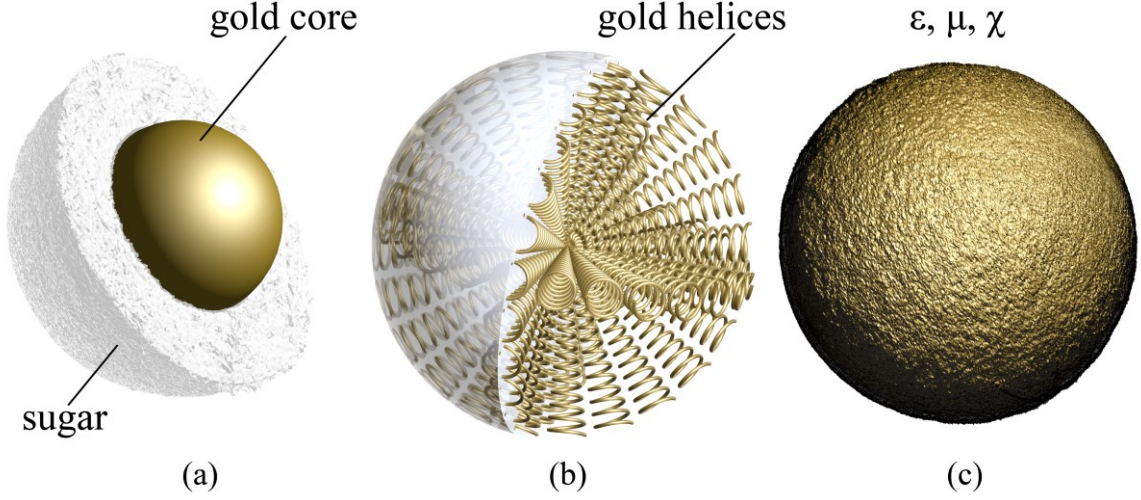 gold core
gold helices
ε, μ, χ
sugar
(a)
(b)
(c)